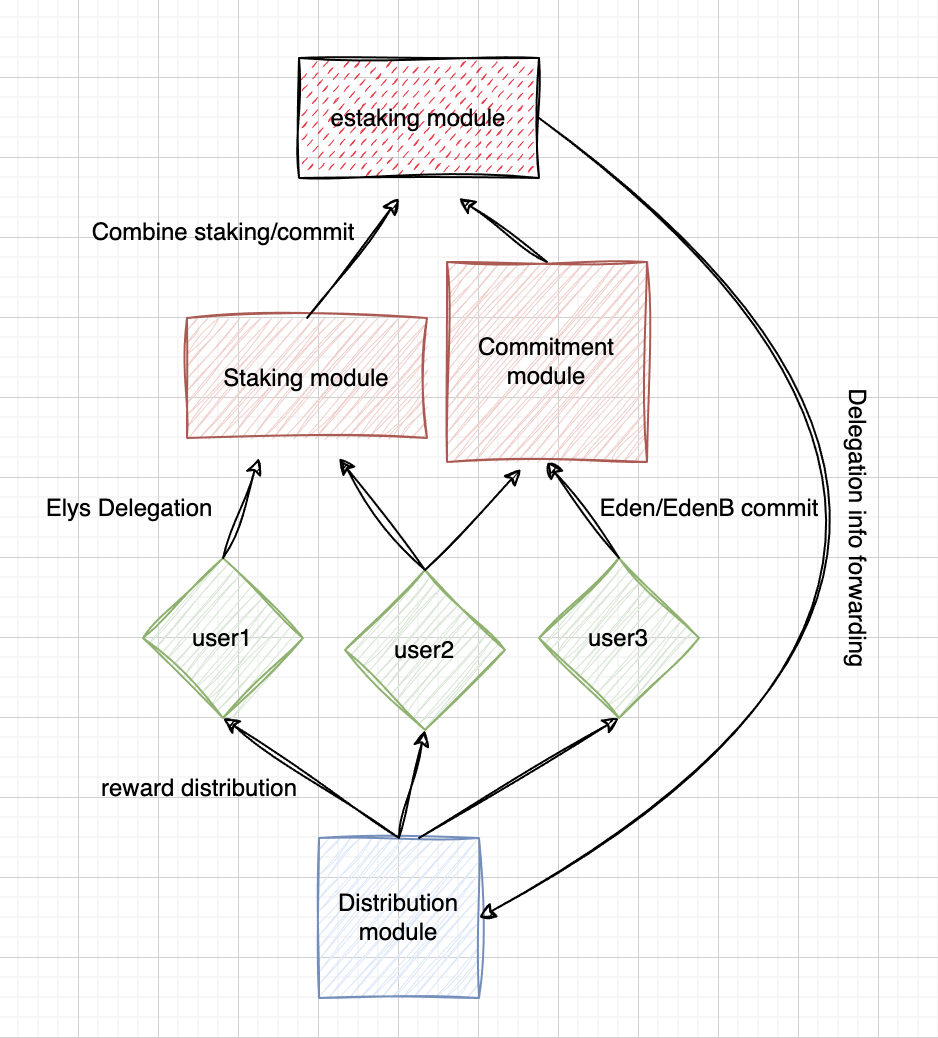 estaking module
Combine staking/commit
Commitment
module
Staking module
Elys Delegation
Eden/EdenB commit
Delegation info forwarding
user1
user2
user3
reward distribution
Distribution
module